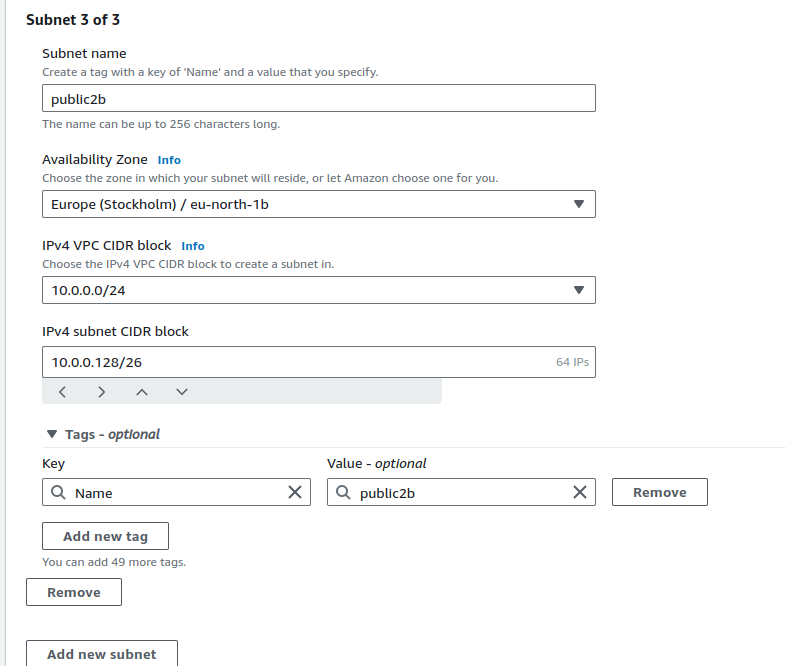 Subnet 3 of 3
Subnet name
Create a tag with a key of 'Name' and a value that you specify.
public2b
The name can be up to 256 characters long.
Availability Zone Info
Choose the zone in which your subnet will reside, or let Amazon choose one for you.
Europe (Stockholm) / eu-north-1b
IPv4 VPC CIDR block Info
Choose the IPv4 VPC CIDR block to create a subnet in.
10.0.0.0/24
IPv4 subnet CIDR block
10.0.0.128/26 64 IPs
Tags - optional
Key Value - optional
Name public2b Remove
Add new tag
You can add 49 more tags.
Remove
Add new subnet